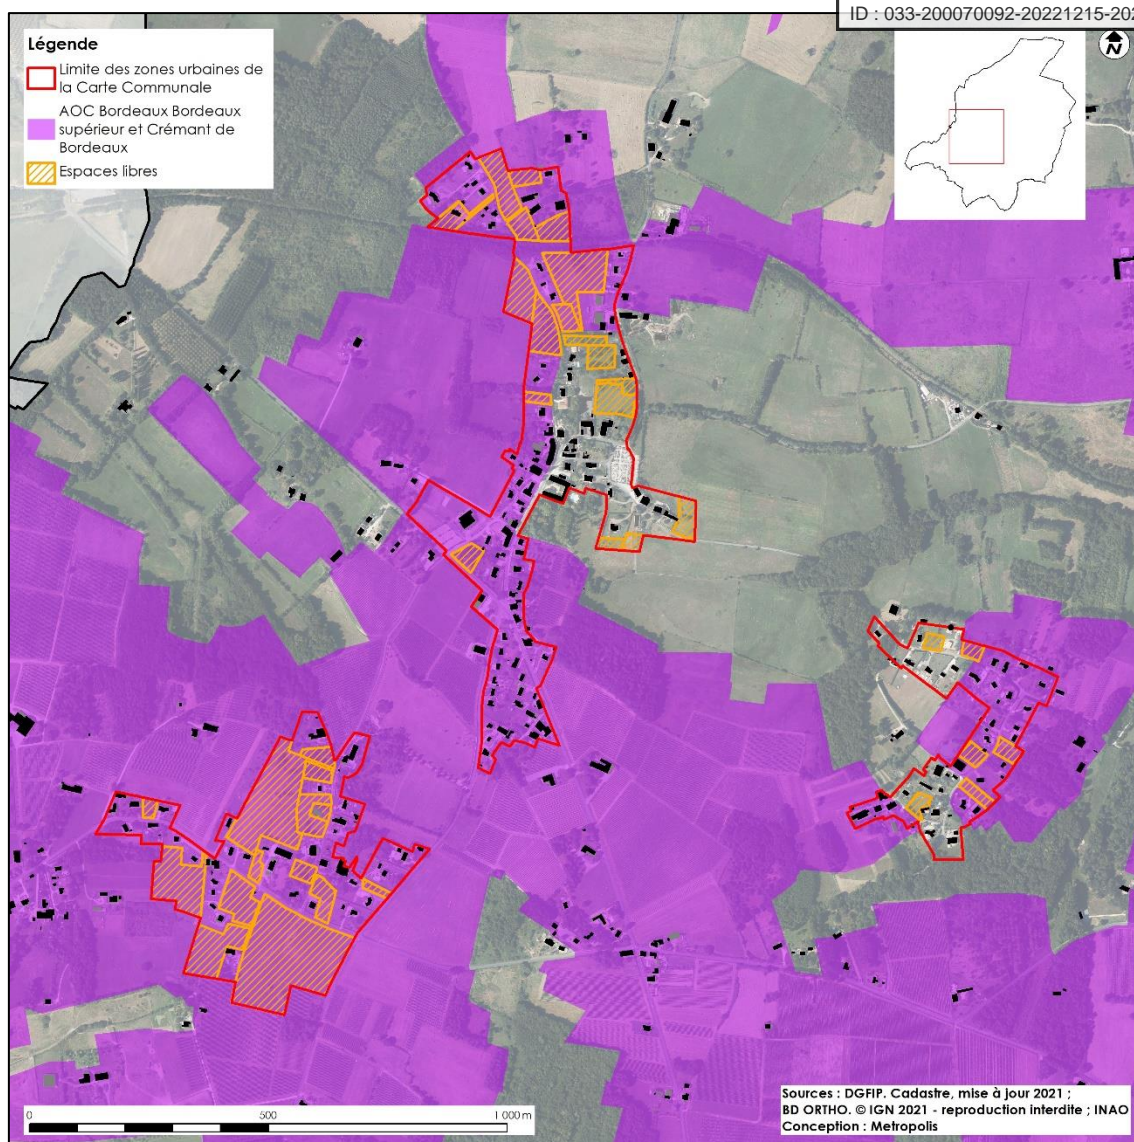 ID : 033-200070092-20221215-202
Légende
Limite des zones urbaines de
la Carte Communale
AOC Bordeaux Bordeaux
supérieur et Crémant de
Bordeaux
Espaces libres
N
0 500 1 000 m
Sources : DGFIP. Cadastre, mise à jour 2021 ;
BD ORTHO. © IGN 2021 - reproduction interdite ; INAO
Conception : Metropolis